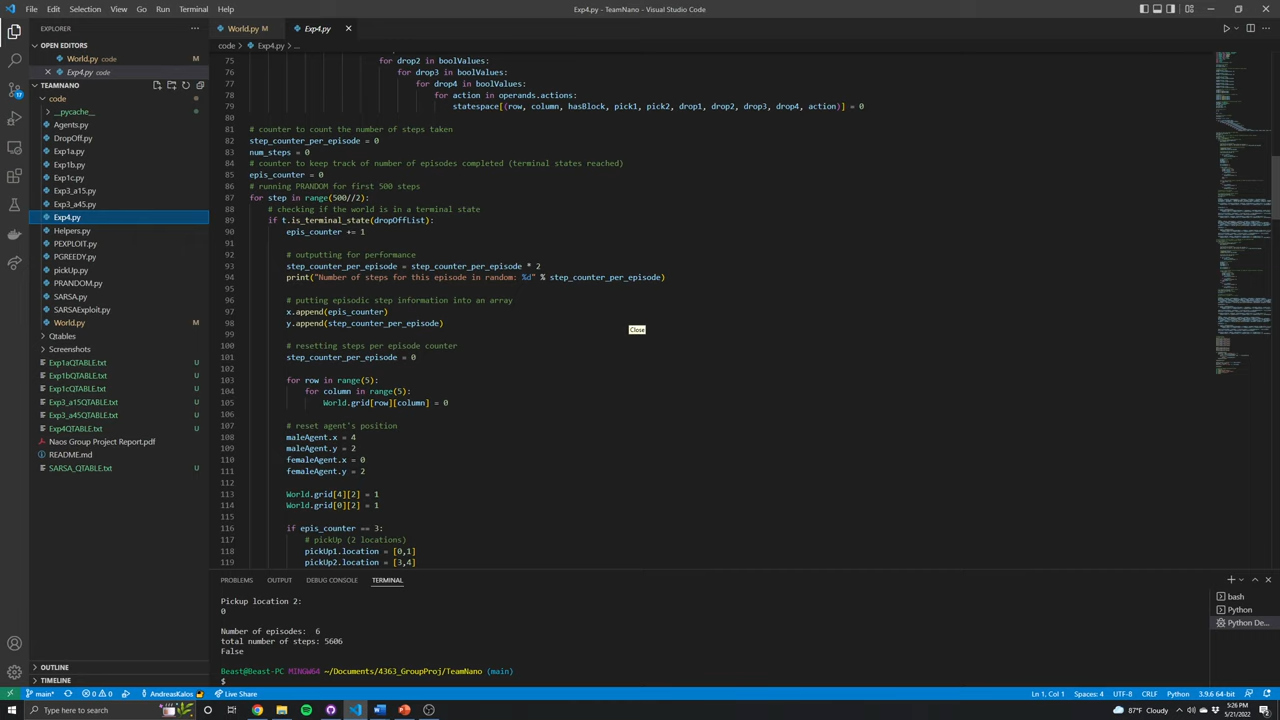 File Edit Selection View Go Run Terminal Help
Exp4.py - TeamNano - Visual Studio Code
EXPLORER
World.py M
Exp4.py
OPEN EDITORS
code > Exp4.py > ...
World.py code M
Exp4.py code
TEAMNANO
code
__pycache__
Agents.py
DropOff.py
Exp1a.py
Exp1b.py
Exp1c.py
Exp3_a15.py
Exp3_a45.py
Exp4.py
Helpers.py
PEXPLOIT.py
PGREEDY.py
pickUp.py
PRANDOM.py
SARSA.py
SARSAExploit.py
World.py M
Qtables
Screenshots
Exp1aQTABLE.txt U
Exp1bQTABLE.txt U
Exp1cQTABLE.txt U
Exp3_a15QTABLE.txt U
Exp3_a45QTABLE.txt U
Exp4QTABLE.txt U
Naos Group Project Report.pdf
README.md
SARSA_QTABLE.txt U
OUTLINE
TIMELINE
17
75 for drop2 in boolValues:
76 for drop3 in boolValues:
77 for drop4 in boolValues:
78 for action in operands.actions:
79 statespace[(row, column, hasBlock, pick1, pick2, drop1, drop2, drop3, drop4, action)] = 0
80
81 # counter to count the number of steps taken
82 step_counter_per_episode = 0
83 num_steps = 0
84 # counter to keep track of number of episodes completed (terminal states reached)
85 epis_counter = 0
86 # running PRANDOM for first 500 steps
87 for step in range(500//2):
88 # checking if the world is in a terminal state
89 if t.is_terminal_state(dropOffList):
90 epis_counter += 1
91
92 # outputting for performance
93 step_counter_per_episode = step_counter_per_episode * 2
94 print("Number of steps for this episode in random: %d" % step_counter_per_episode)
95
96 # putting episodic step information into an array
97 x.append(epis_counter)
98 y.append(step_counter_per_episode)
99
100 # resetting steps per episode counter
101 step_counter_per_episode = 0
102
103 for row in range(5):
104 for column in range(5):
105 World.grid[row][column] = 0
106
107 # reset agent's position
108 maleAgent.x = 4
109 maleAgent.y = 2
110 femaleAgent.x = 0
111 femaleAgent.y = 2
112
113 World.grid[4][2] = 1
114 World.grid[0][2] = 1
115
116 if epis_counter == 3:
117 # pickUp (2 locations)
118 pickUp1.location = [0,1]
119 pickUp2.location = [3,4]
Close
PROBLEMS OUTPUT DEBUG CONSOLE TERMINAL
Pickup location 2:
0
Number of episodes: 6
total number of steps: 5606
False
Beast@Beast-PC MINGW64 ~/Documents/4363_GroupProj/TeamNano (main)
$
bash
Python
Python De...
main* 0 0 AndreasKalos Live Share
Ln 1, Col 1 Spaces: 4 UTF-8 CRLF Python 3.9.6 64-bit
Type here to search
87°F Cloudy
5:26 PM
5/21/2022
2